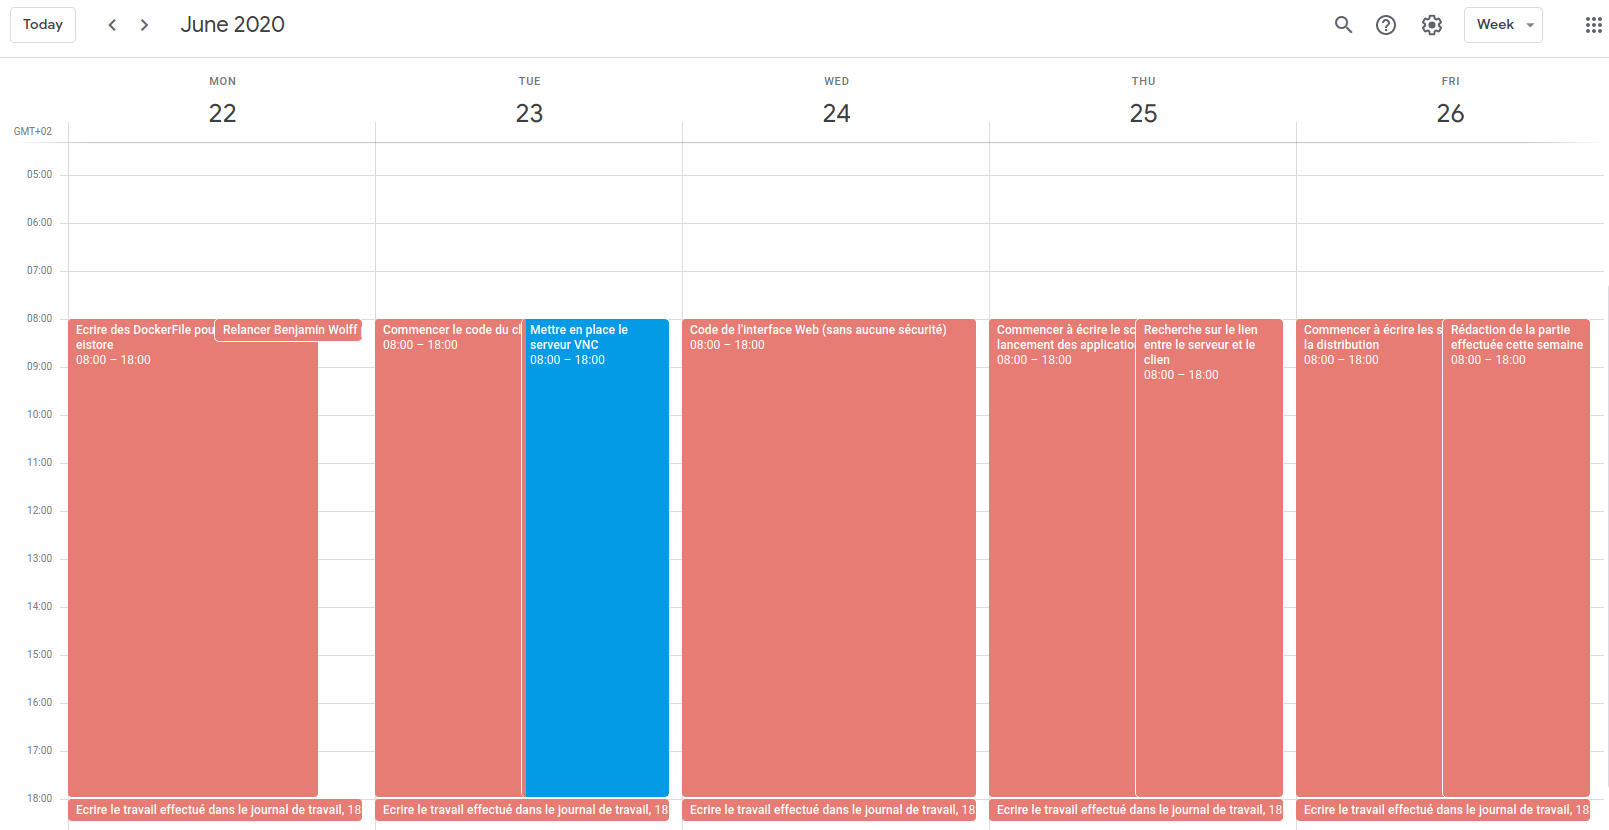 Today
June 2020
Week
MON
TUE
WED
THU
FRI
22
23
24
25
26
GMT+02
05:00
06:00
07:00
08:00
09:00
10:00
11:00
12:00
13:00
14:00
15:00
16:00
17:00
18:00
Ecrire des DockerFile pou
eistore
08:00 – 18:00
Relancer Benjamin Wolff
Commencer le code du cl
08:00 – 18:00
Mettre en place le
serveur VNC
08:00 – 18:00
Code de l'interface Web (sans aucune sécurité)
08:00 – 18:00
Commencer à écrire le sc
lancement des applicatio
08:00 – 18:00
Recherche sur le lien
entre le serveur et le
clien
08:00 – 18:00
Commencer à écrire les s
la distribution
08:00 – 18:00
Rédaction de la partie
effectuée cette semaine
08:00 – 18:00
Ecrire le travail effectué dans le journal de travail, 18
Ecrire le travail effectué dans le journal de travail, 18
Ecrire le travail effectué dans le journal de travail, 18
Ecrire le travail effectué dans le journal de travail, 18
Ecrire le travail effectué dans le journal de travail, 18